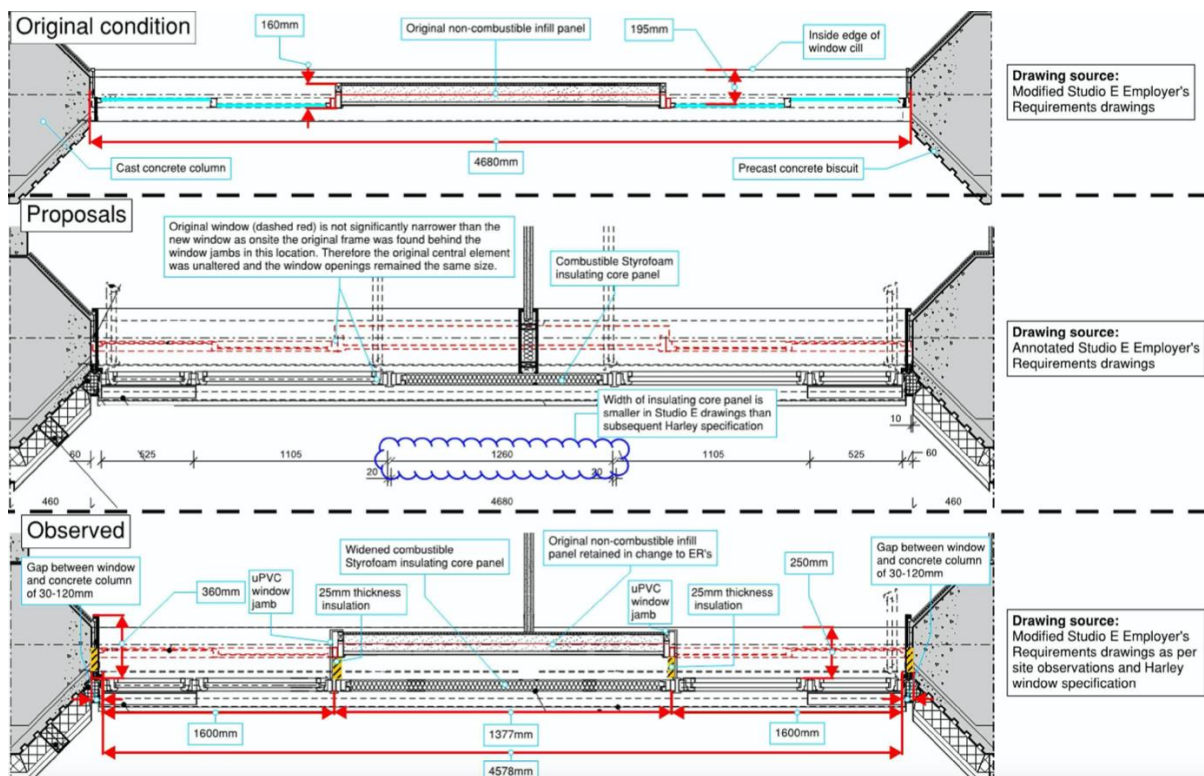 Original condition
160mm
Original non-combustible infill panel
195mm
Inside edge of
window cill
Drawing source:
Modified Studio E Employer's
Requirements drawings
Cast concrete column
4680mm
Precast concrete biscuit
Proposals
Original window (dashed red) is not significantly narrower than the
new window as onsite the original frame was found behind the
window jambs in this location. Therefore the original central element
was unaltered and the window openings remained the same size.
Combustible Styrofoam
insulating core panel
Drawing source:
Annotated Studio E Employer's
Requirements drawings
Width of insulating core panel is
smaller in Studio E drawings than
subsequent Harley specification
10
60
525
1105
1260
1105
525
60
20
20
460
4680
460
Observed
Gap between window
and concrete column
of 30-120mm
360mm
uPVC
window
jamb
Widened combustible
Styrofoam insulating core panel
25mm thickness
insulation
Original non-combustible infill
panel retained in change to ER's
uPVC
window
jamb
250mm
25mm thickness
insulation
Gap between window
and concrete column
of 30-120mm
Drawing source:
Modified Studio E Employer's
Requirements drawings as per
site observations and Harley
window specification
1600mm
1377mm
1600mm
4578mm